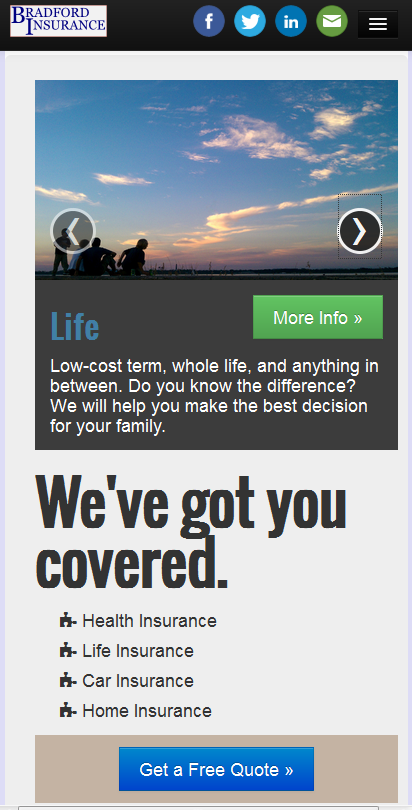 BRADFORD
INSURANCE
Life
More Info »
Low-cost term, whole life, and anything in
between. Do you know the difference?
We will help you make the best decision
for your family.
We've got you
covered.
Health Insurance
Life Insurance
Car Insurance
Home Insurance
Get a Free Quote »